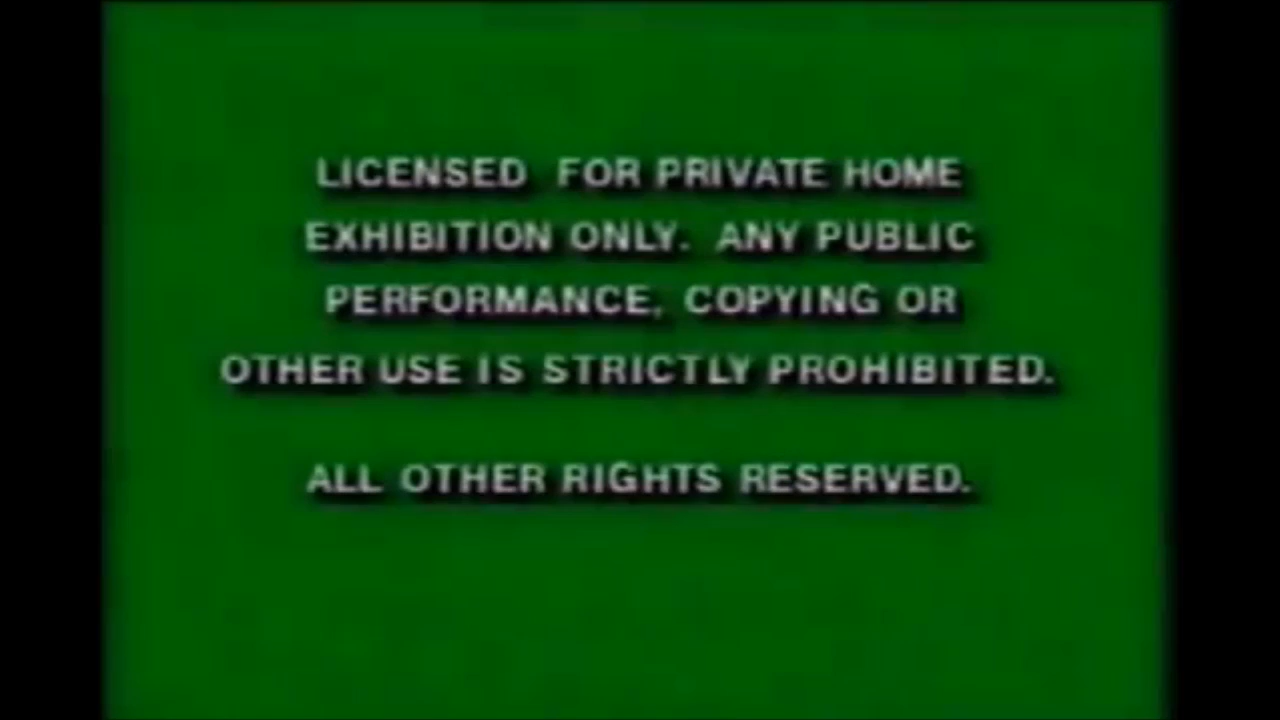 LICENSED FOR PRIVATE HOME
EXHIBITION ONLY. ANY PUBLIC
PERFORMANCE, COPYING OR
OTHER USE IS STRICTLY PROHIBITED.
ALL OTHER RIGHTS RESERVED.